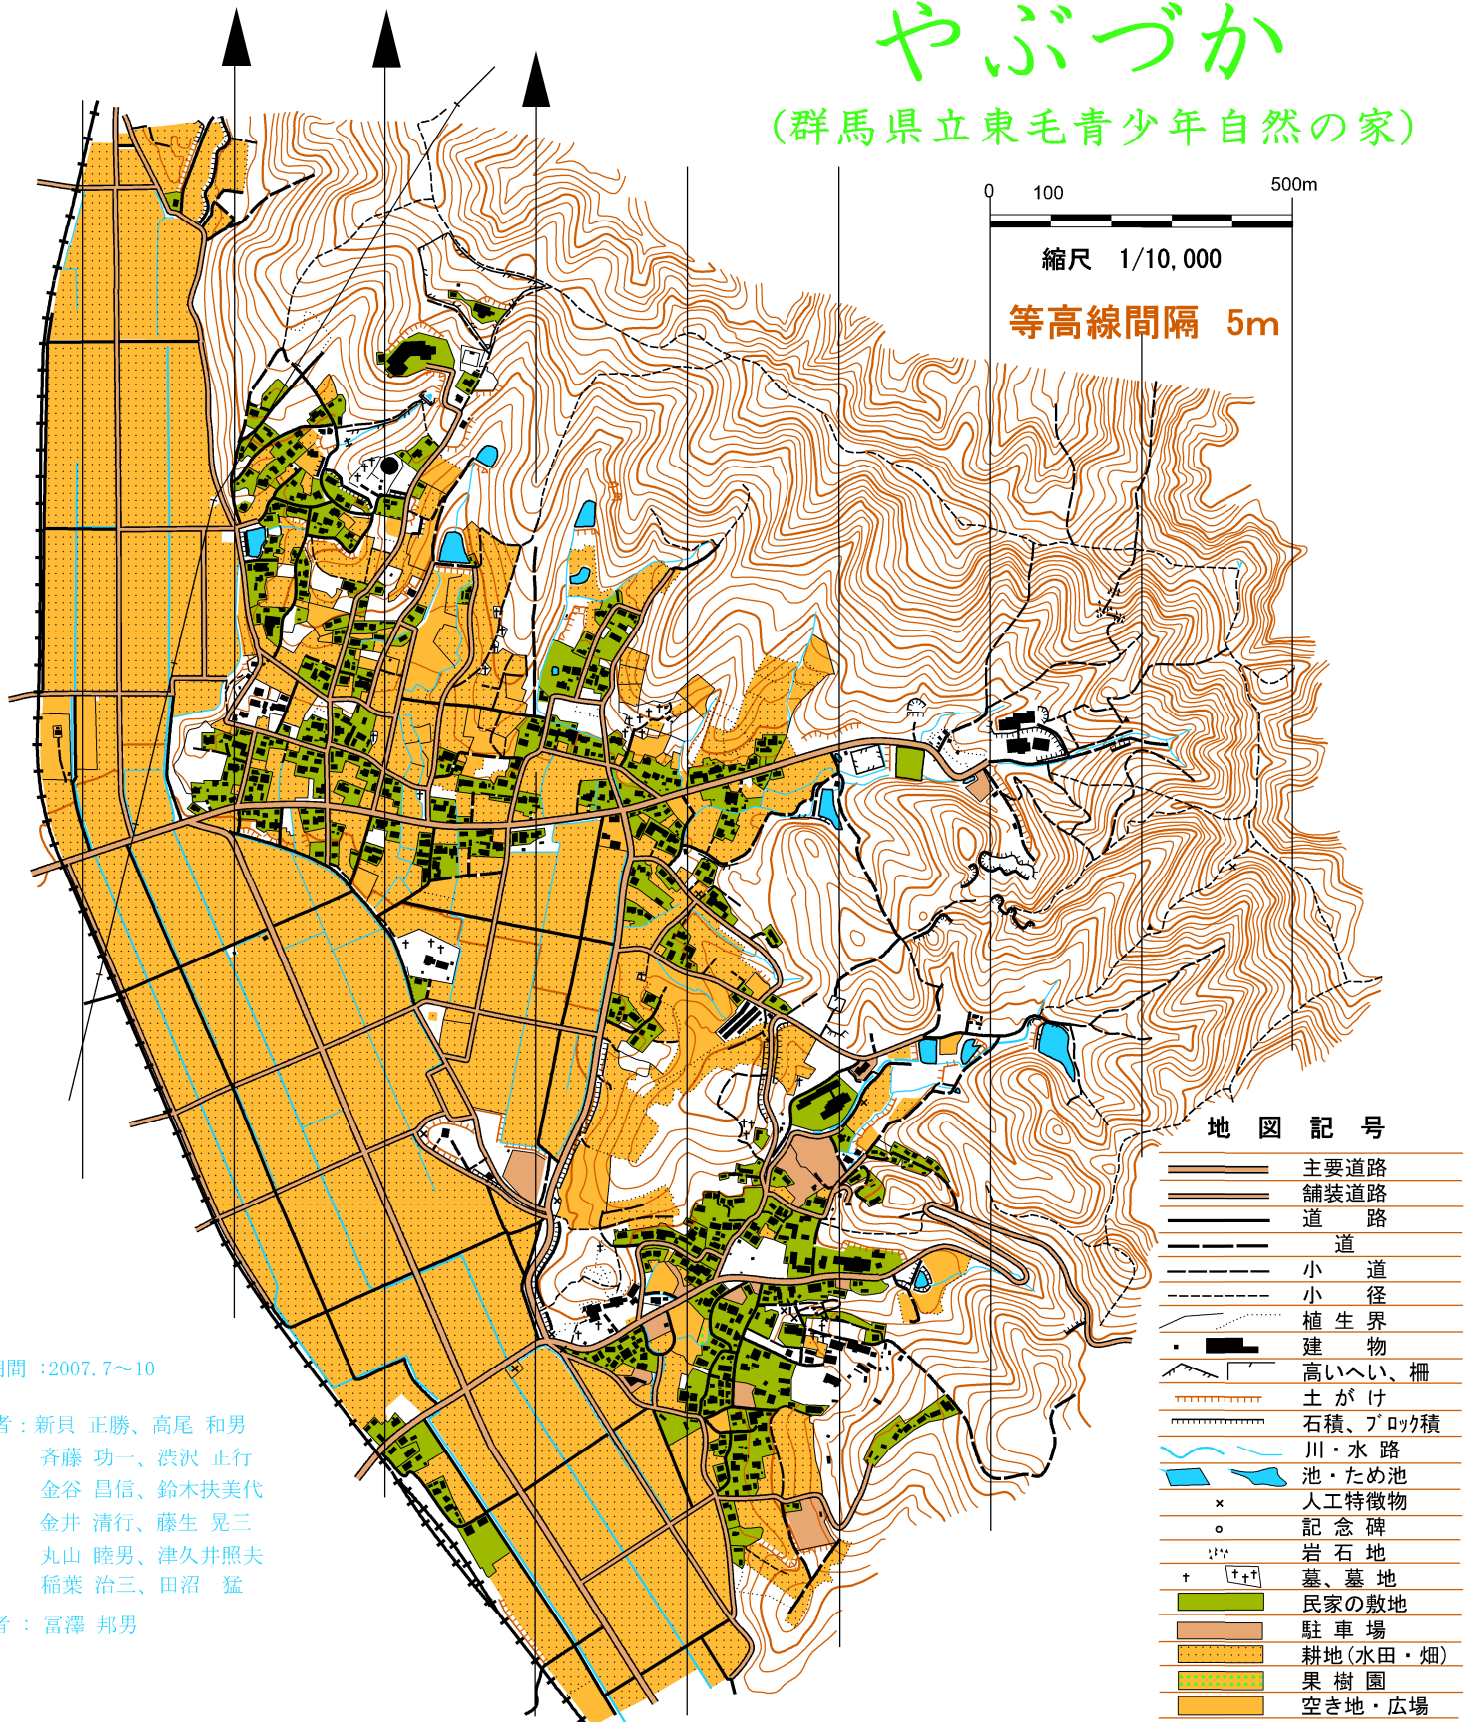 やぶづか
(群馬県立東毛青少年自然の家)
0 100 500m
縮尺 1/10,000
等高線間隔 5m
地図記号
主要道路
舗装道路
道路
道
小道
小径
植生界
建物
高いへい、柵
土がけ
石積、ブロック積
川・水路
池・ため池
人工特徴物
記念碑
岩石地
墓、墓地
民家の敷地
駐車場
耕地(水田・畑)
果樹園
空き地・広場
期間:2007.7~10
者:新貝 正勝、高尾 和男
斉藤 功一、渋沢 正行
金谷 昌信、鈴木扶美代
金井 清行、藤生 晃三
丸山 睦男、津久井照夫
稲葉 治三、田沼 猛
者: 冨澤 邦男